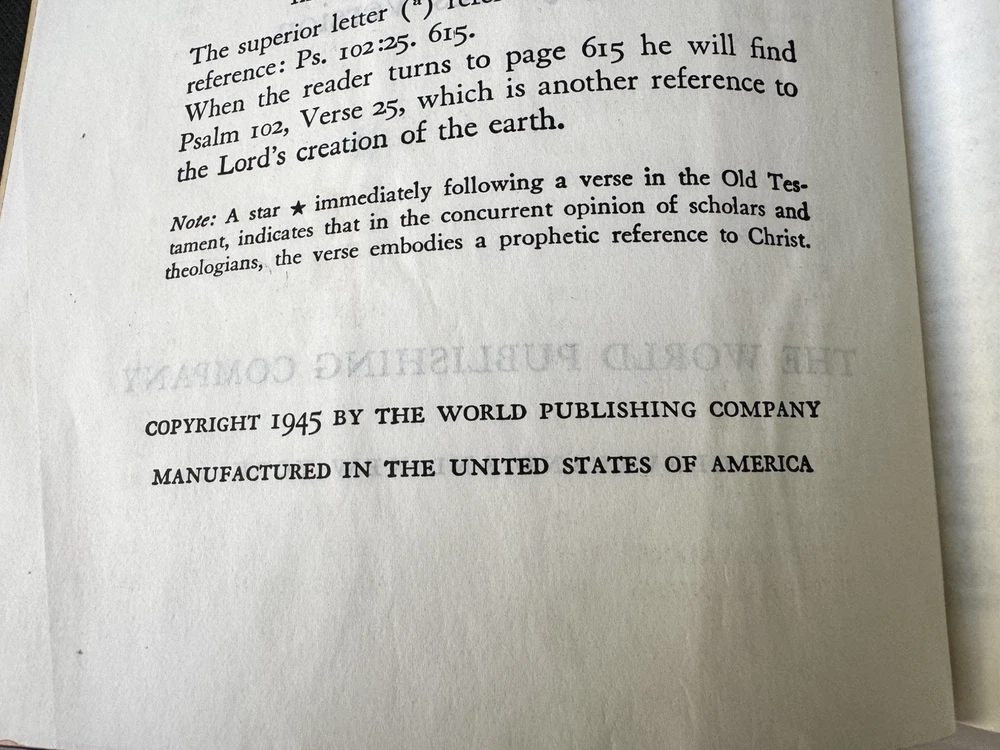 The superior letter (a)
reference: Ps. 102:25. 615.
When the reader turns to page 615 he will find
Psalm 102, Verse 25, which is another reference to
the Lord's creation of the earth.
Note: A star ★ immediately following a verse in the Old Tes-
tament, indicates that in the concurrent opinion of scholars and
theologians, the verse embodies a prophetic reference to Christ.
THE WORLD PUBLISHING COMPANY
COPYRIGHT 1945 BY THE WORLD PUBLISHING COMPANY
MANUFACTURED IN THE UNITED STATES OF AMERICA